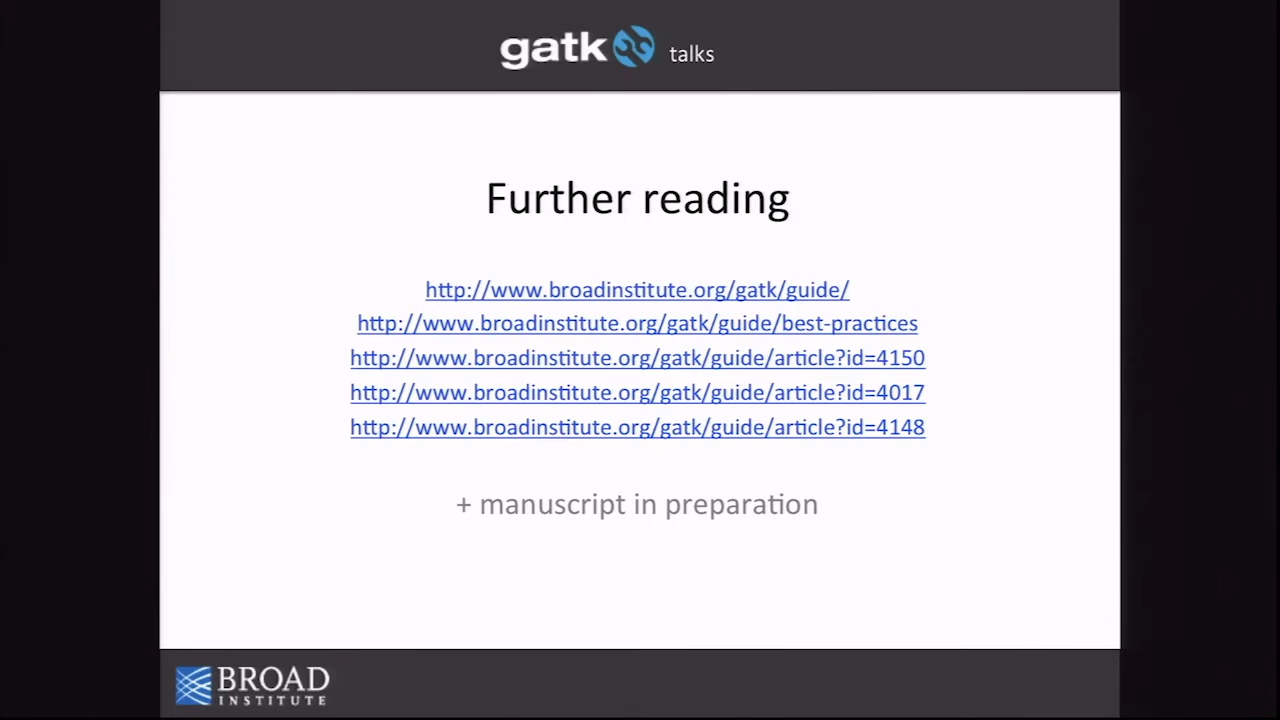 gatk talks
Further reading
http://www.broadinstitute.org/gatk/guide/
http://www.broadinstitute.org/gatk/guide/best-practices
http://www.broadinstitute.org/gatk/guide/article?id=4150
http://www.broadinstitute.org/gatk/guide/article?id=4017
http://www.broadinstitute.org/gatk/guide/article?id=4148
+ manuscript in preparation
BROAD
INSTITUTE